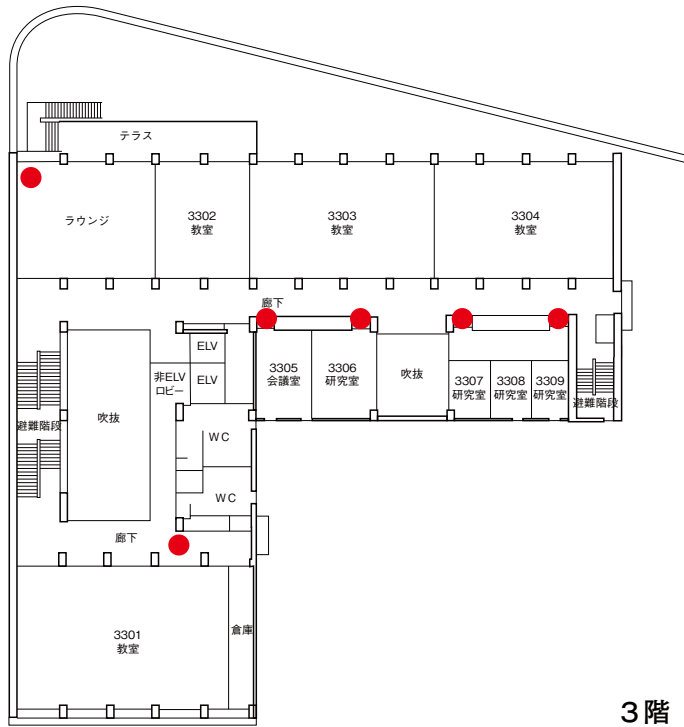 テラス
ラウンジ
3302
教室
3303
教室
3304
教室
廊下
ELV
非ELV
ロビー
ELV
3305
会議室
3306
研究室
吹抜
3307
研究室
3308
研究室
3309
研究室
避難階段
避難階段
吹抜
WC
WC
廊下
3301
教室
倉庫
3階